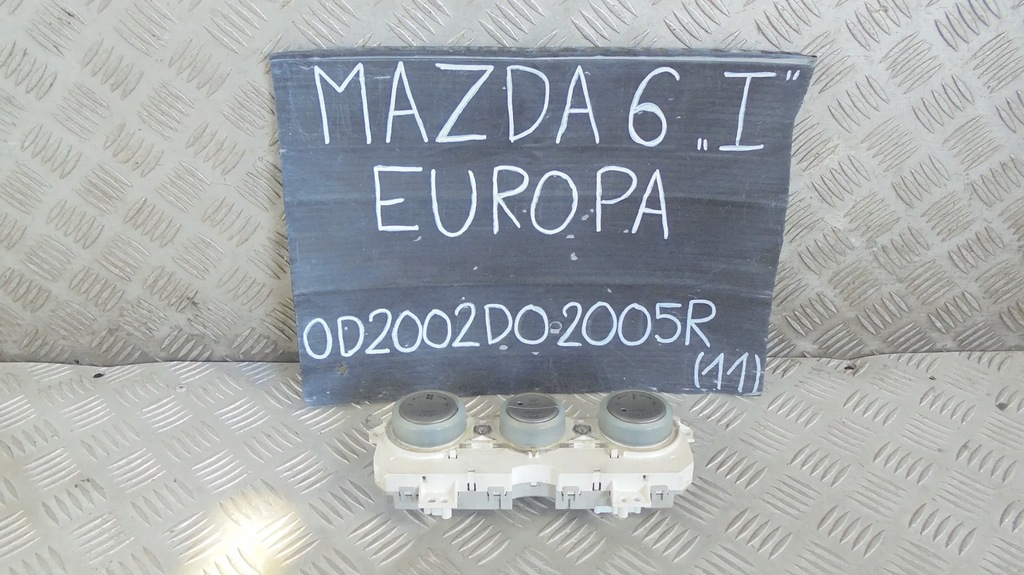 MAZDA 6 „I”
EUROPA
OD2002DO2005R
(11)